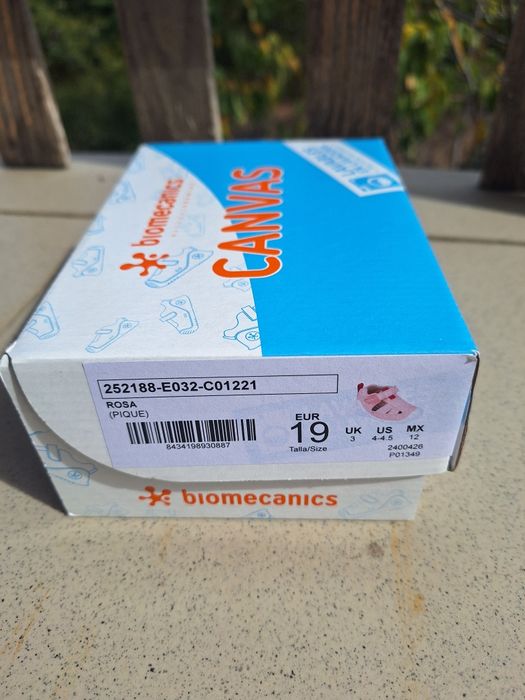 biomecanics
CANVAS
252188-E032-C01221
ROSA
(PIQUE)
8434198930887
EUR
19
Talla/Size
UK US MX
3 4-4.5 12
2400426
P01349
biomecanics